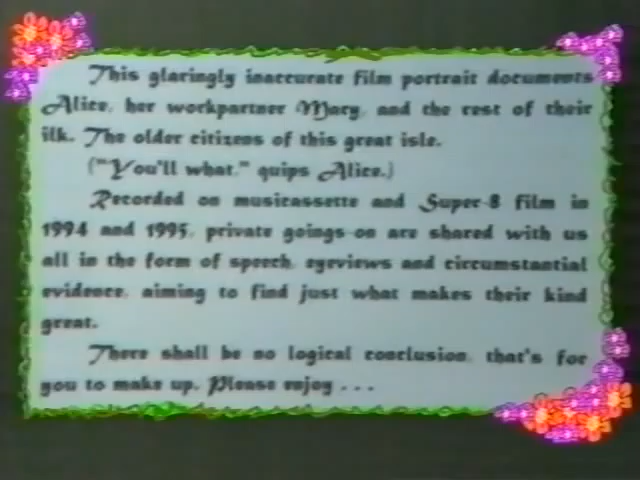 This glaringly inaccurate film portrait documents
Alice, her workpartner Mary, and the rest of their
ilk. The older citizens of this great isle.
("You'll what," quips Alice.)
Recorded on musicassette and Super-8 film in
1994 and 1995, private goings-on are shared with us
all in the form of speech, eyeviews and circumstantial
evidence, aiming to find just what makes their kind
great.
There shall be no logical conclusion, that's for
you to make up. Please enjoy . . .